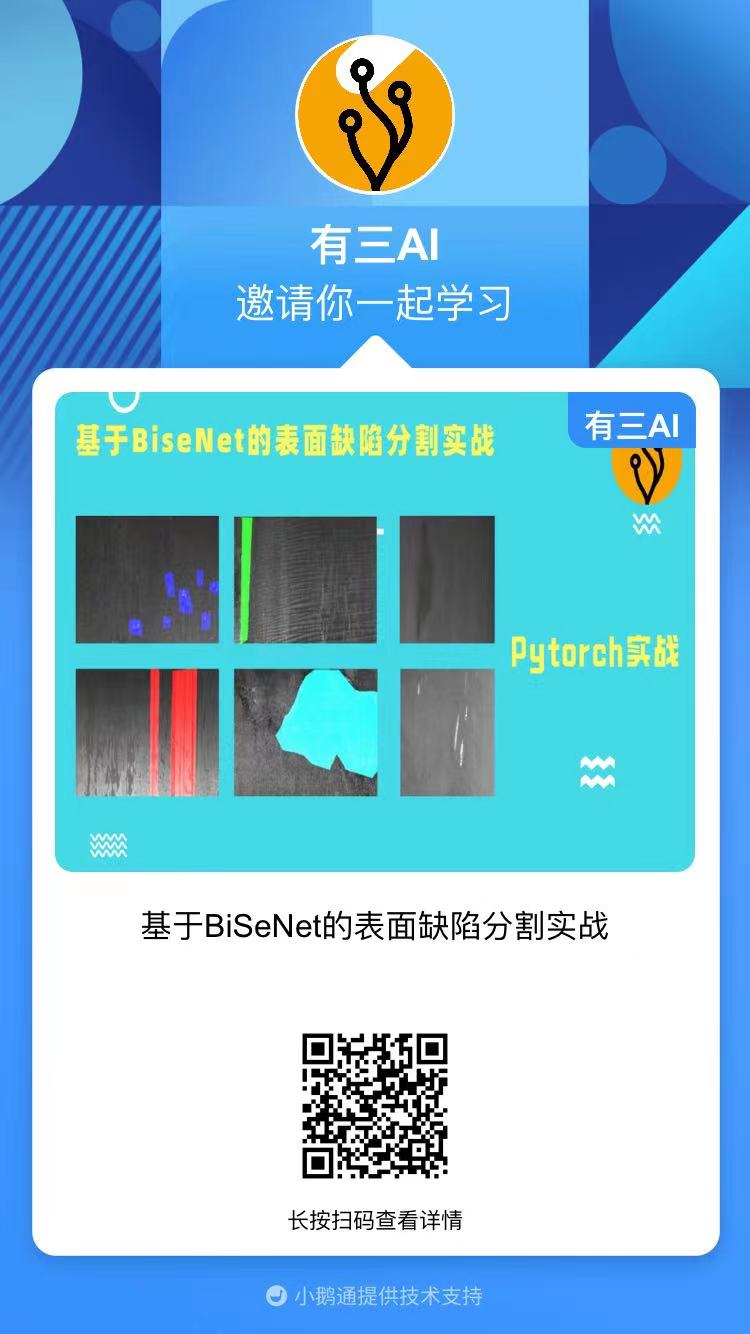 有三AI
邀请你一起学习
有三AI
基于BiseNet的表面缺陷分割实战
Pytorch实战
基于BiSeNet的表面缺陷分割实战
长按扫码查看详情
小鹅通提供技术支持